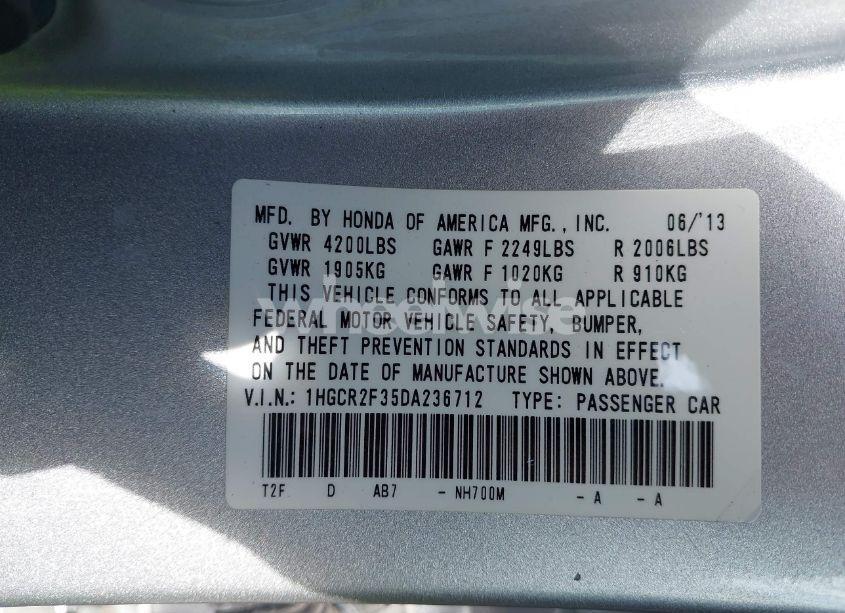 MFD. BY HONDA OF AMERICA MFG., INC. 06/'13
GVWR 4200LBS GAWR F 2249LBS R 2006LBS
GVWR 1905KG GAWR F 1020KG R 910KG
THIS VEHICLE CONFORMS TO ALL APPLICABLE
FEDERAL MOTOR VEHICLE SAFETY, BUMPER,
AND THEFT PREVENTION STANDARDS IN EFFECT
ON THE DATE OF MANUFACTURE SHOWN ABOVE.
V.I.N.: 1HGCR2F35DA236712 TYPE: PASSENGER CAR
T2F D AB7 - NH700M - A - A
wheelwise